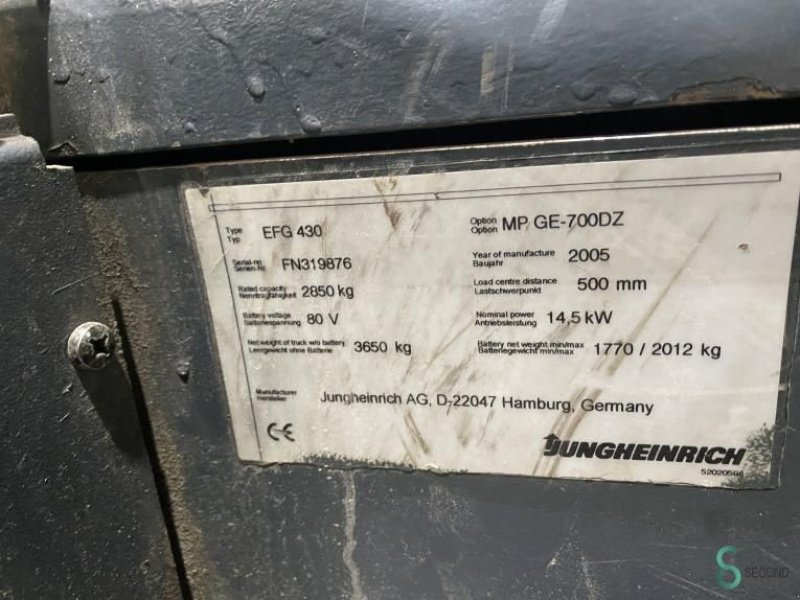 Type
Typ
EFG 430
Option
Option
MP GE-700DZ
Serial-no
Serien-nr.
FN319876
Year of manufacture
Baujahr
2005
Rated capacity
Nenntragfähigkeit
2850 kg
Load centre distance
Lastschwerpunkt
500 mm
Battery voltage
Batteriespannung
80 V
Nominal power
Antriebsleistung
14,5 kW
Net weight of truck w/o battery
Leergewicht ohne Batterie
3650 kg
Battery net weight min/max
Batteriegewicht min/max
1770 / 2012 kg
Manufacturer
Hersteller
Jungheinrich AG, D-22047 Hamburg, Germany
CE
JUNGHEINRICH
SECOND